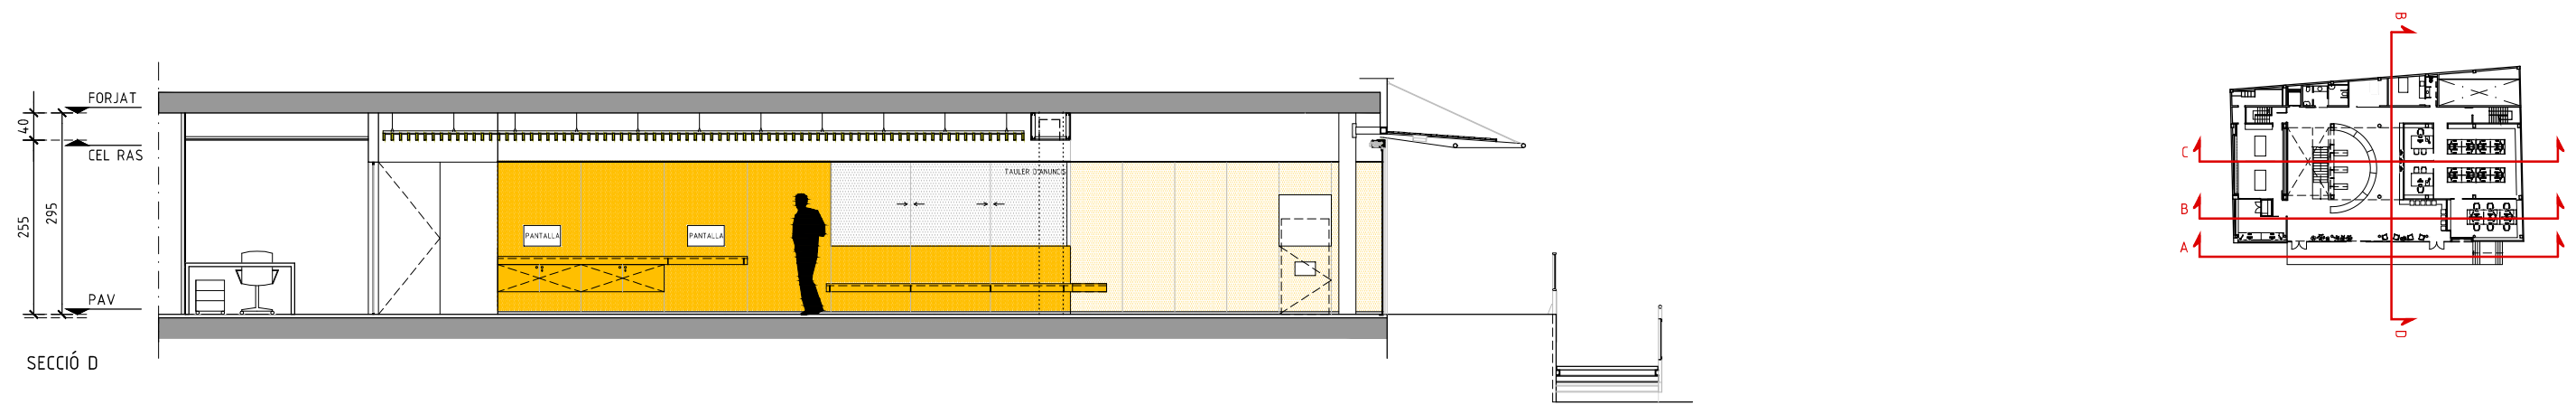 FORJAT
40
CEL RAS
255
295
PAV
SECCIÓ D
PANTALLA
PANTALLA
TAULER D'ANUNCIS
B
C
C
B
A
D